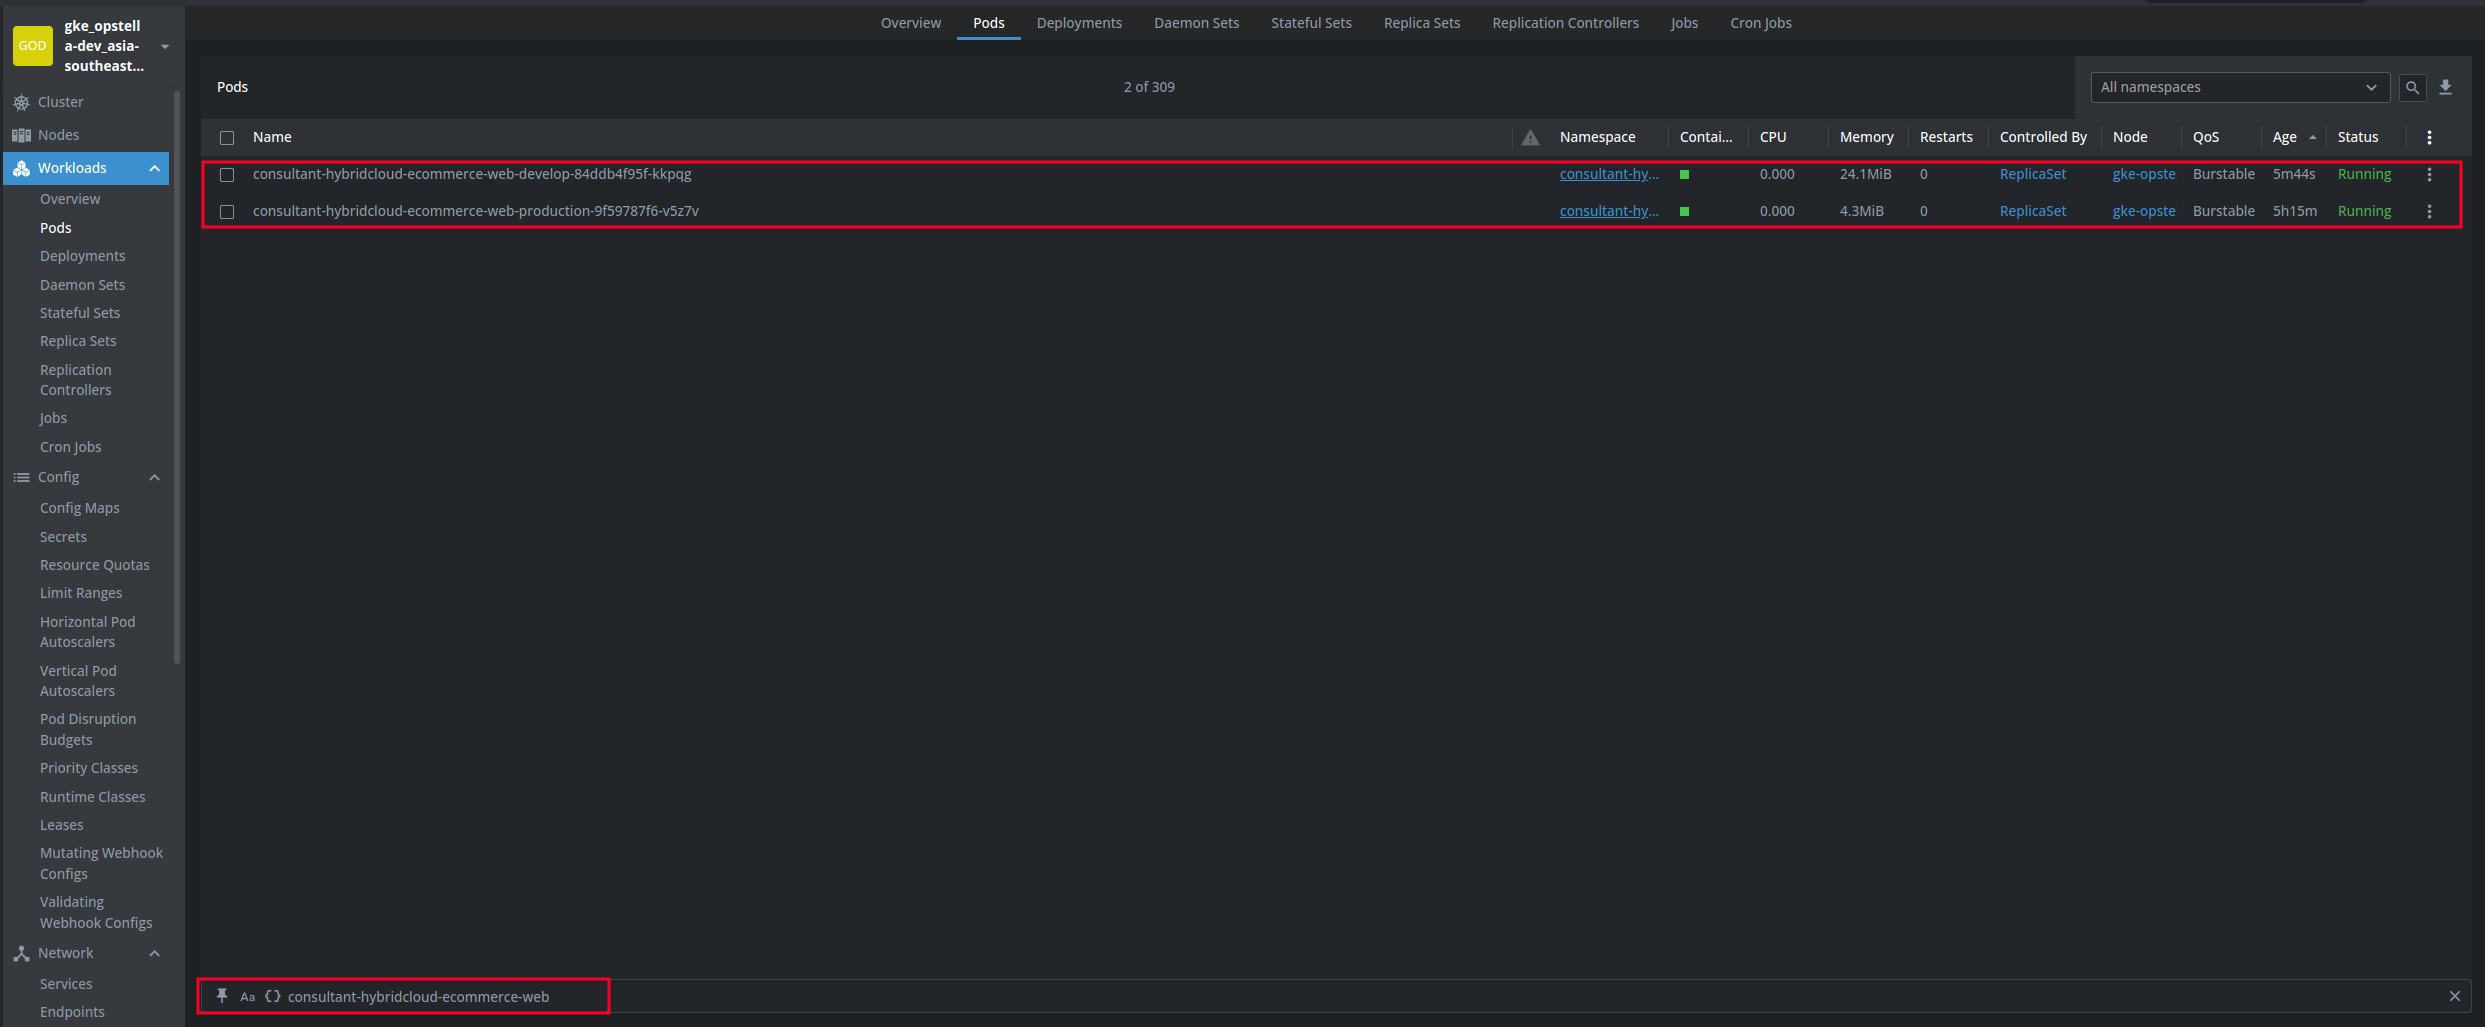 GOD
gke_opstell
a-dev_asia-
southeast...
Cluster
Nodes
Workloads
Overview
Pods
Deployments
Daemon Sets
Stateful Sets
Replica Sets
Replication
Controllers
Jobs
Cron Jobs
Config
Config Maps
Secrets
Resource Quotas
Limit Ranges
Horizontal Pod
Autoscalers
Vertical Pod
Autoscalers
Pod Disruption
Budgets
Priority Classes
Runtime Classes
Leases
Mutating Webhook
Configs
Validating
Webhook Configs
Network
Services
Endpoints
Overview Pods Deployments Daemon Sets Stateful Sets Replica Sets Replication Controllers Jobs Cron Jobs
Pods 2 of 309 All namespaces
Name Namespace Contai... CPU Memory Restarts Controlled By Node QoS Age Status
consultant-hybridcloud-ecommerce-web-develop-84ddb4f95f-kkpqg consultant-hy... 0.000 24.1MiB 0 ReplicaSet gke-opste Burstable 5m44s Running
consultant-hybridcloud-ecommerce-web-production-9f59787f6-v5z7v consultant-hy... 0.000 4.3MiB 0 ReplicaSet gke-opste Burstable 5h15m Running
Aa {} consultant-hybridcloud-ecommerce-web